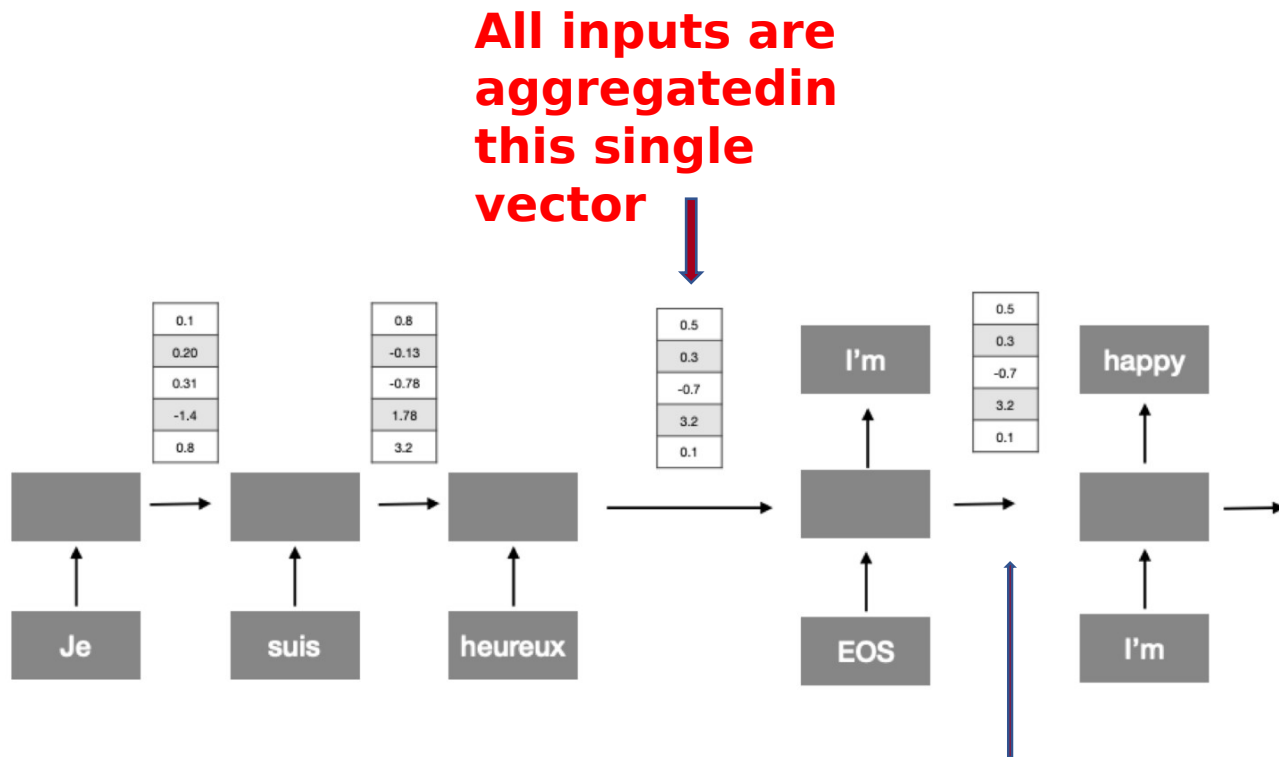 All inputs are
aggregatedin
this single
vector
0.1
0.20
0.31
-1.4
0.8
0.8
-0.13
-0.78
1.78
3.2
0.5
0.3
-0.7
3.2
0.1
0.5
0.3
-0.7
3.2
0.1
I'm
happy
Je
suis
heureux
EOS
I'm